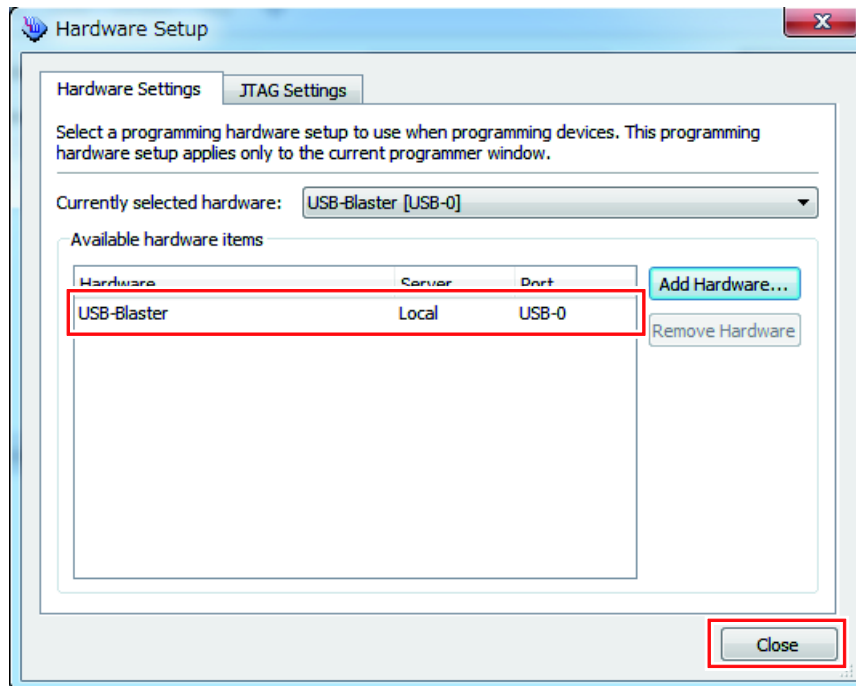 Hardware Setup
Hardware Settings
JTAG Settings
Select a programming hardware setup to use when programming devices. This programming
hardware setup applies only to the current programmer window.
Currently selected hardware:
USB-Blaster [USB-0]
Available hardware items
Hardware Server Port
Add Hardware...
USB-Blaster Local USB-0
Remove Hardware
Close